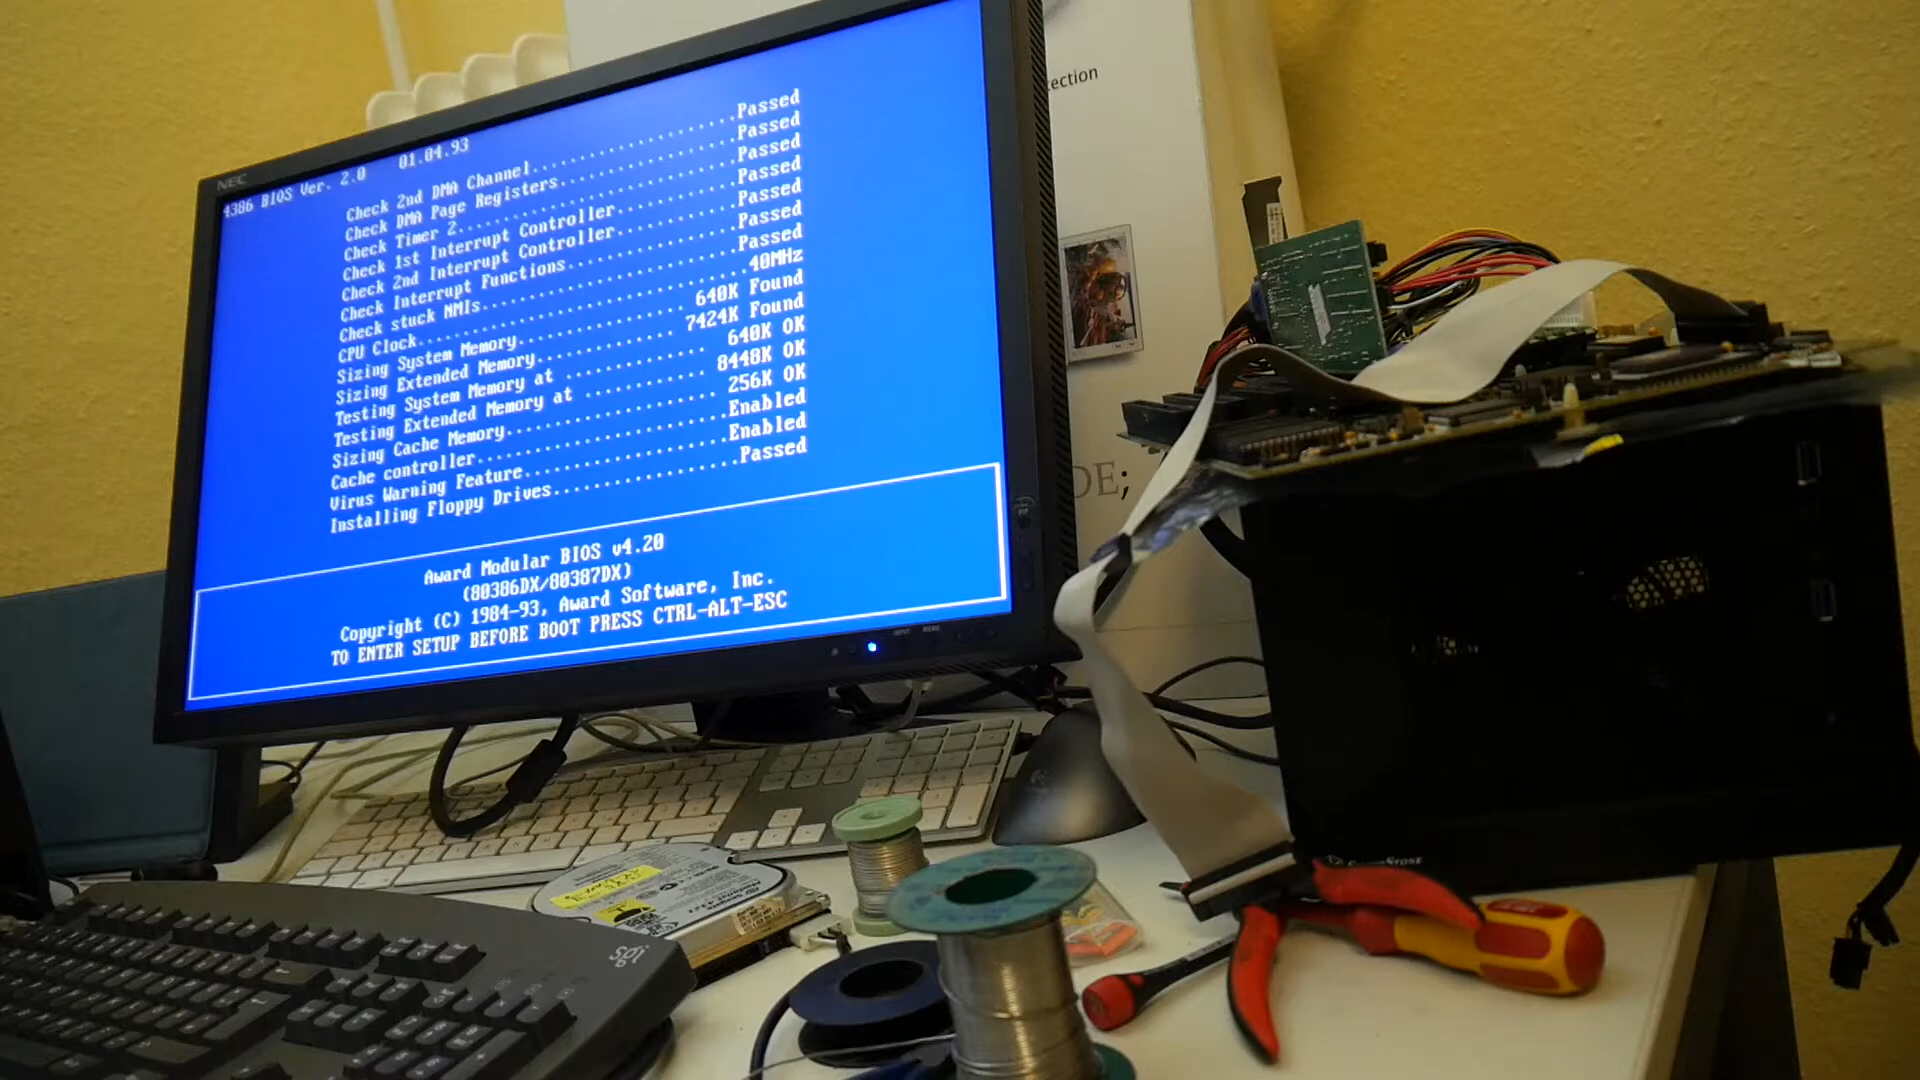 NEC
4386 BIOS Ver. 2.0 01.04.93
Check 2nd DMA Channel..........................Passed
Check DMA Page Registers.......................Passed
Check Timer 2..................................Passed
Check 1st Interrupt Controller.................Passed
Check 2nd Interrupt Controller.................Passed
Check Interrupt Functions......................Passed
Check stuck NMIs...............................Passed
CPU Clock......................................40MHz
Sizing System Memory................... 640K Found
Sizing Extended Memory................. 7424K Found
Testing System Memory at .............. 640K OK
Testing Extended Memory at ............ 8448K OK
Sizing Cache Memory.................... 256K OK
Cache controller...............................Enabled
Virus Warning Feature..........................Enabled
Installing Floppy Drives.......................Passed
Award Modular BIOS v4.20
(80386DX/80387DX)
Copyright (C) 1984-93, Award Software, Inc.
TO ENTER SETUP BEFORE BOOT PRESS CTRL-ALT-ESC
INPUT MENU
DE;
sgi